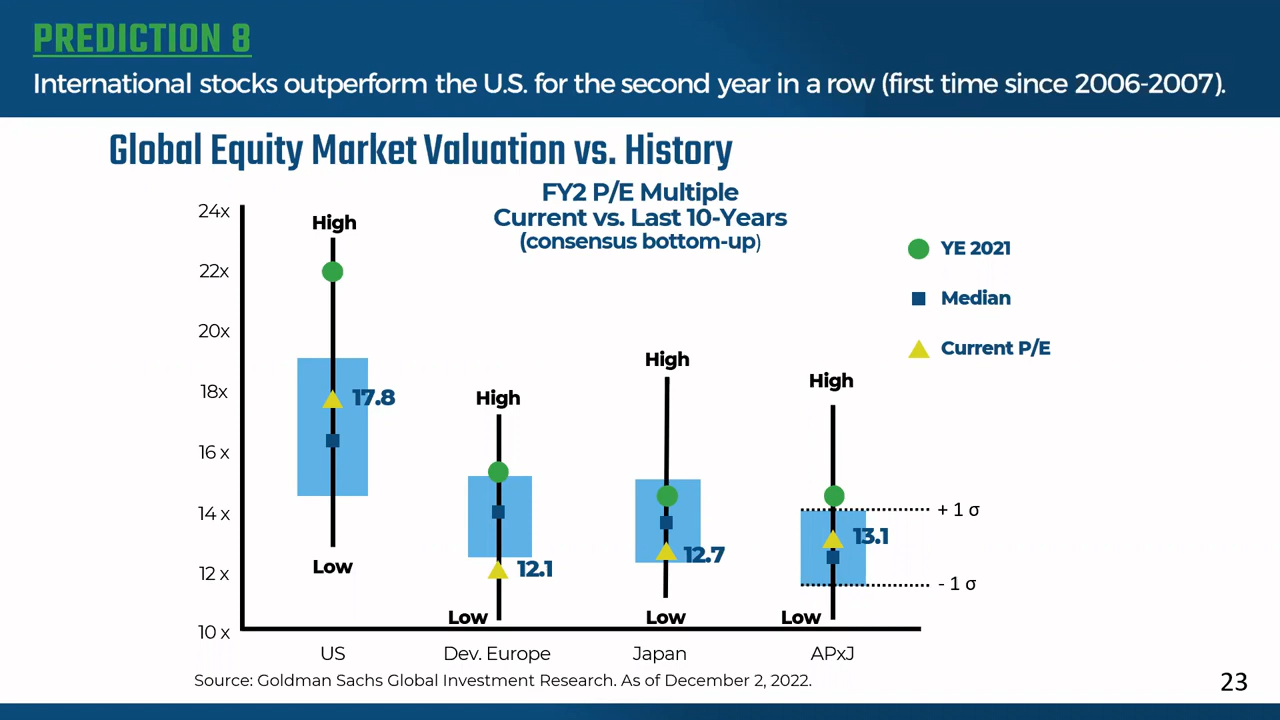 PREDICTION 8
International stocks outperform the U.S. for the second year in a row (first time since 2006-2007).
Global Equity Market Valuation vs. History
FY2 P/E Multiple
Current vs. Last 10-Years
(consensus bottom-up)
24x
22x
20x
18x
16 x
14 x
12 x
10 x
High
17.8
Low
High
12.1
Low
High
12.7
Low
High
13.1
Low
+ 1 σ
- 1 σ
YE 2021
Median
Current P/E
US
Dev. Europe
Japan
APxJ
Source: Goldman Sachs Global Investment Research. As of December 2, 2022.
23